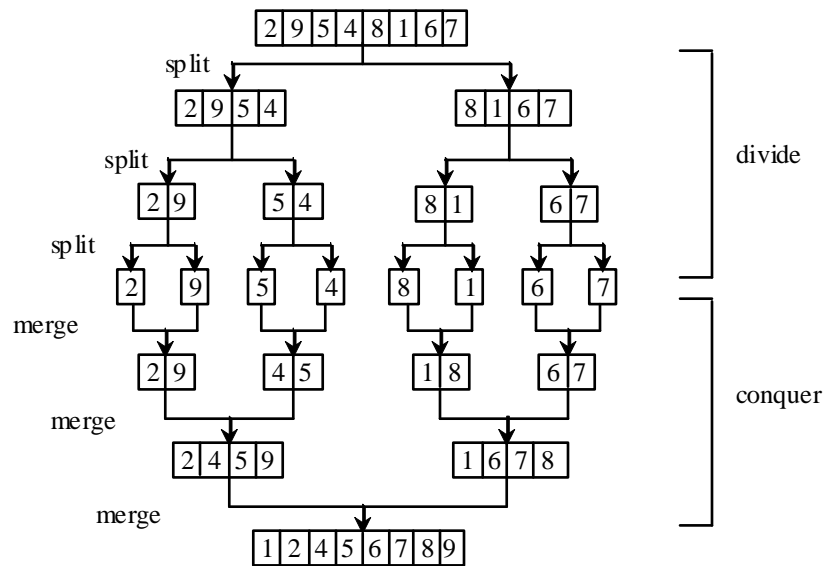 2 9 5 4 8 1 6 7
split
2 9 5 4 8 1 6 7
split
divide
2 9 5 4 8 1 6 7
split
2 9 5 4 8 1 6 7
merge
2 9 4 5 1 8 6 7
conquer
merge
2 4 5 9 1 6 7 8
merge
1 2 4 5 6 7 8 9